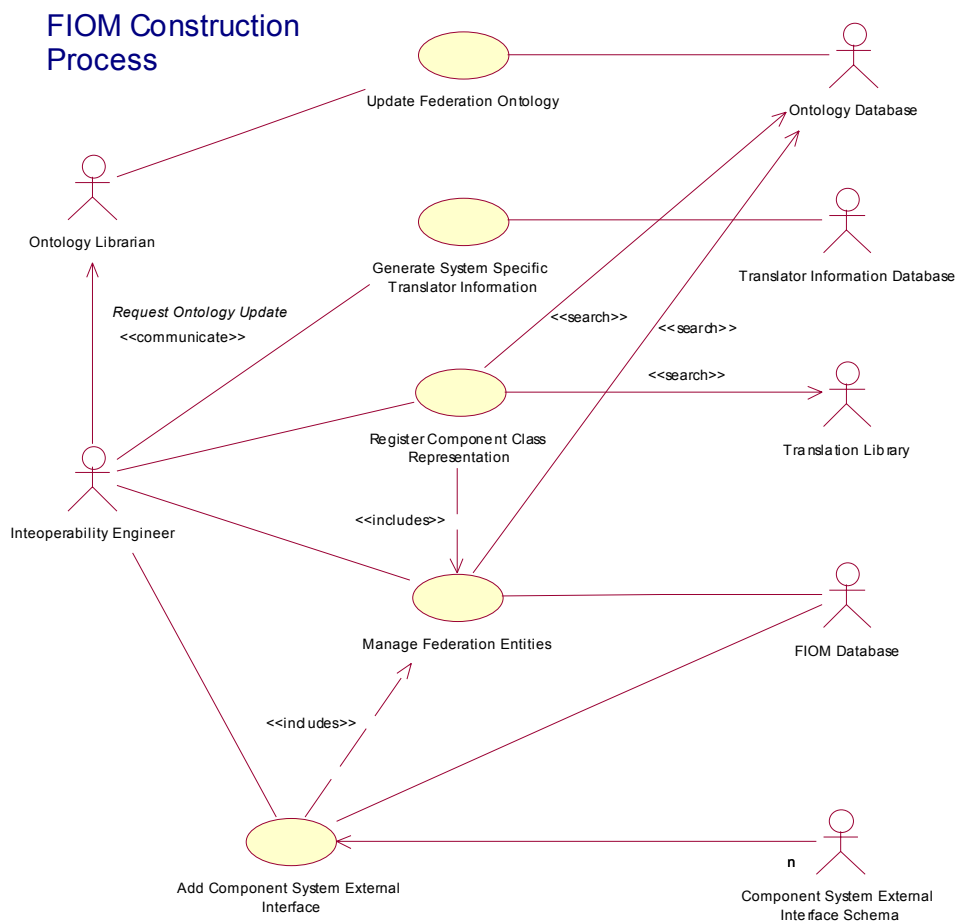 FIOM Construction
Process
Update Federation Ontology
Ontology Database
Ontology Librarian
Generate System Specific
Translator Information
Translator Information Database
Request Ontology Update
<<communicate>>
<<search>>
<<search>>
<<search>>
Register Component Class
Representation
Translation Library
<<includes>>
Inteoperability Engineer
Manage Federation Entities
FIOM Database
<<includes>>
n
Add Component System External
Interface
Component System External
Interface Schema